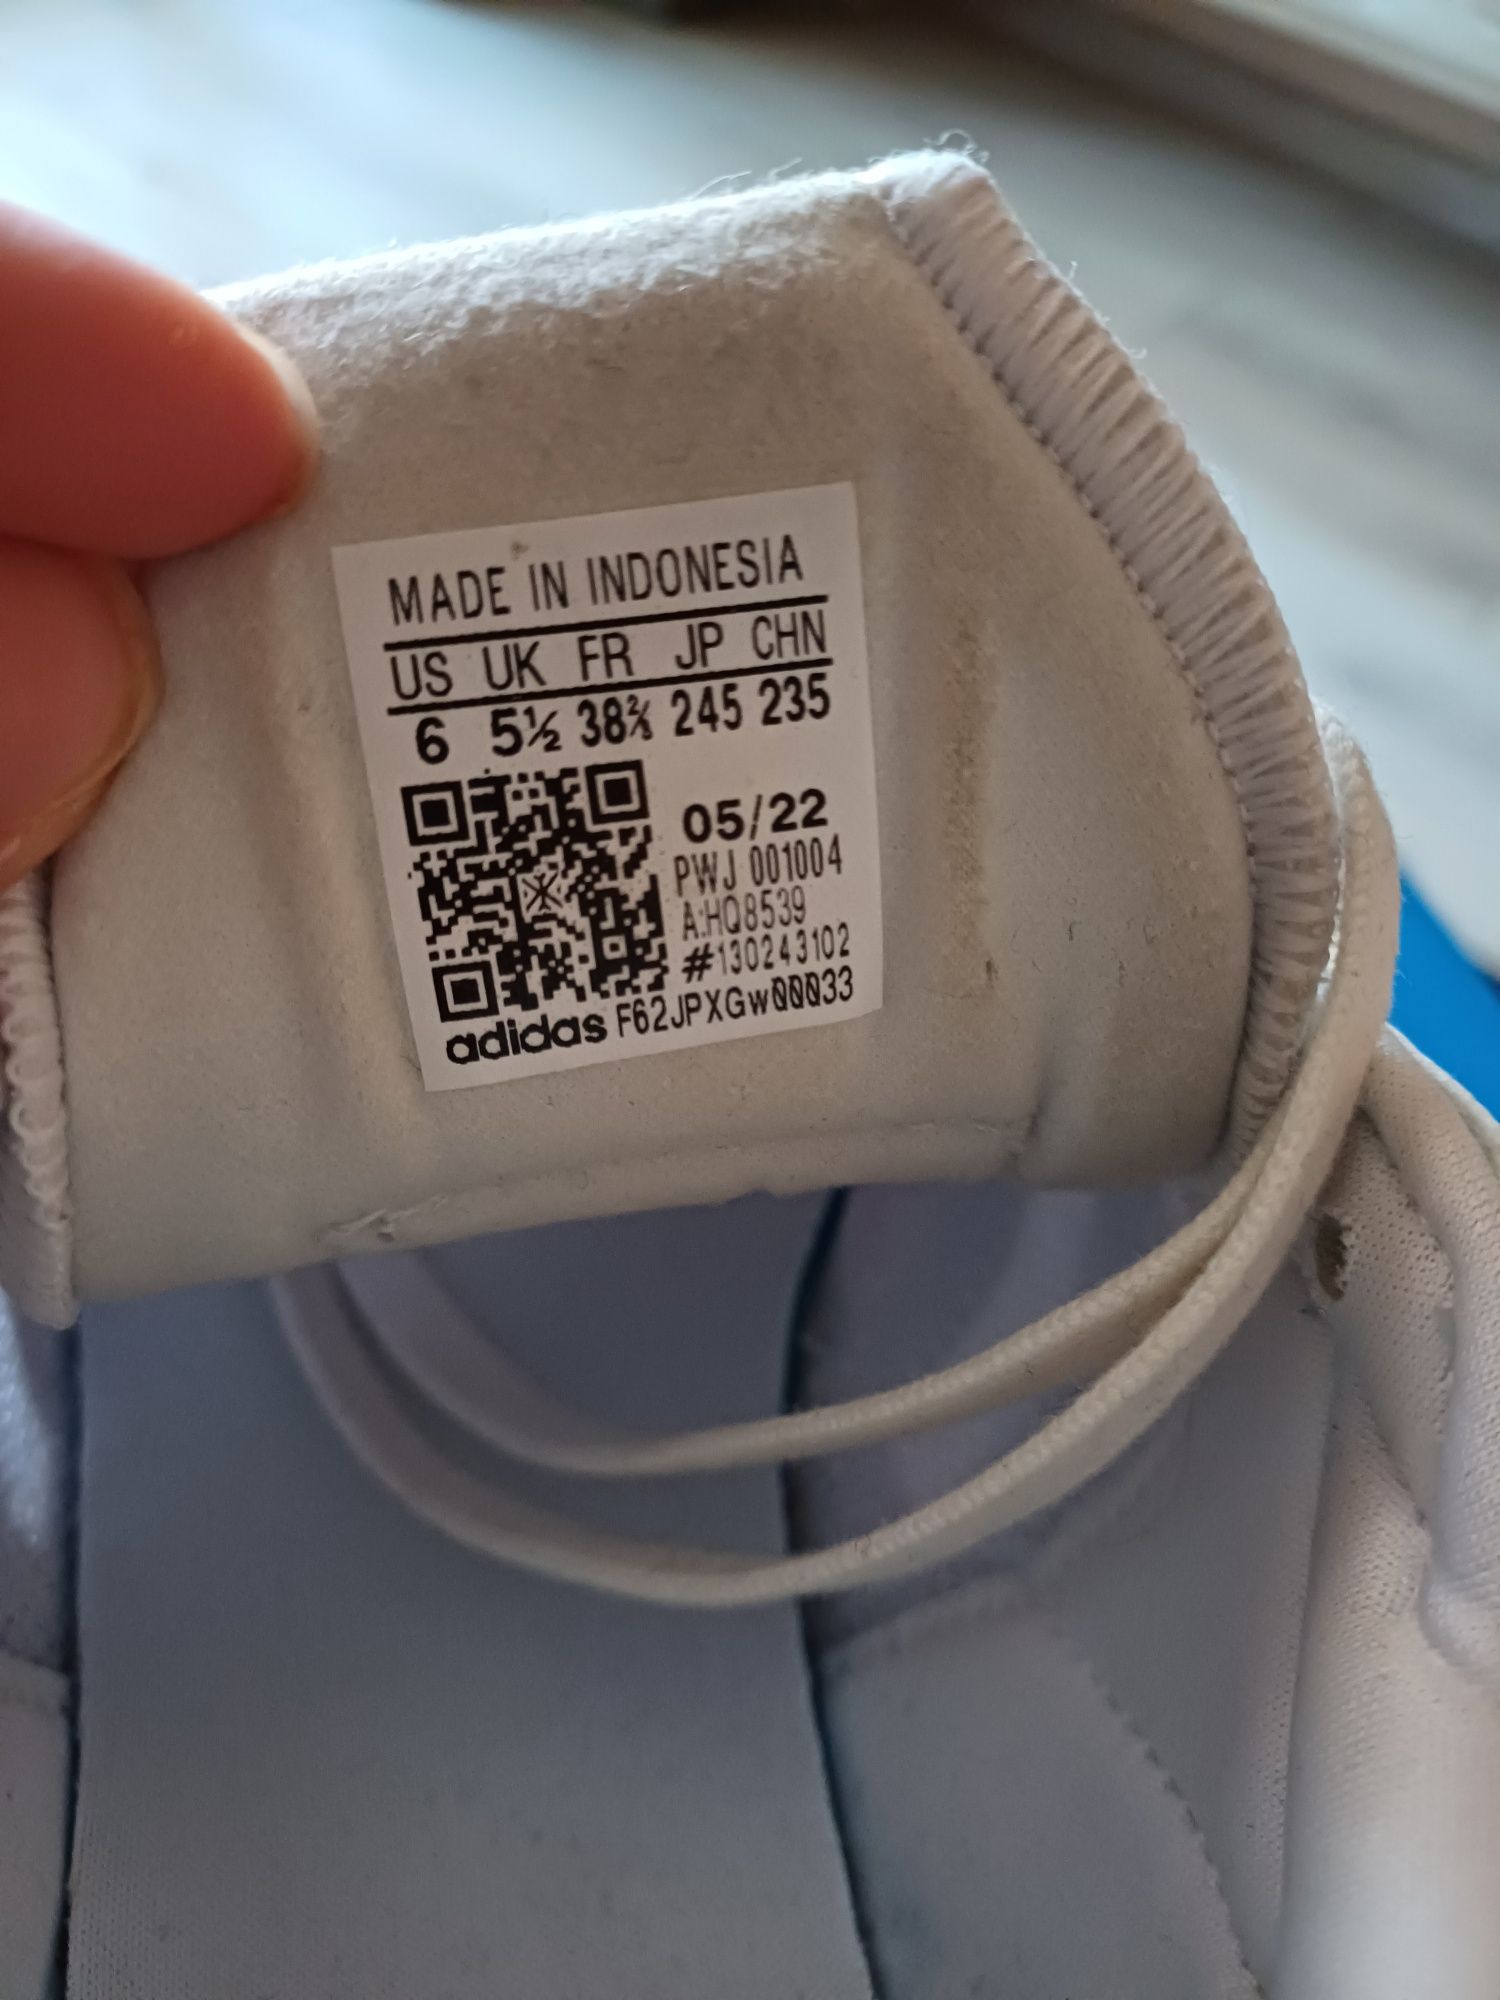 MADE IN INDONESIA
US UK FR JP CHN
6 5½ 38⅔ 245 235
05/22
PWJ 001004
A:HQ8539
#130243102
adidas F62JPXGw00033